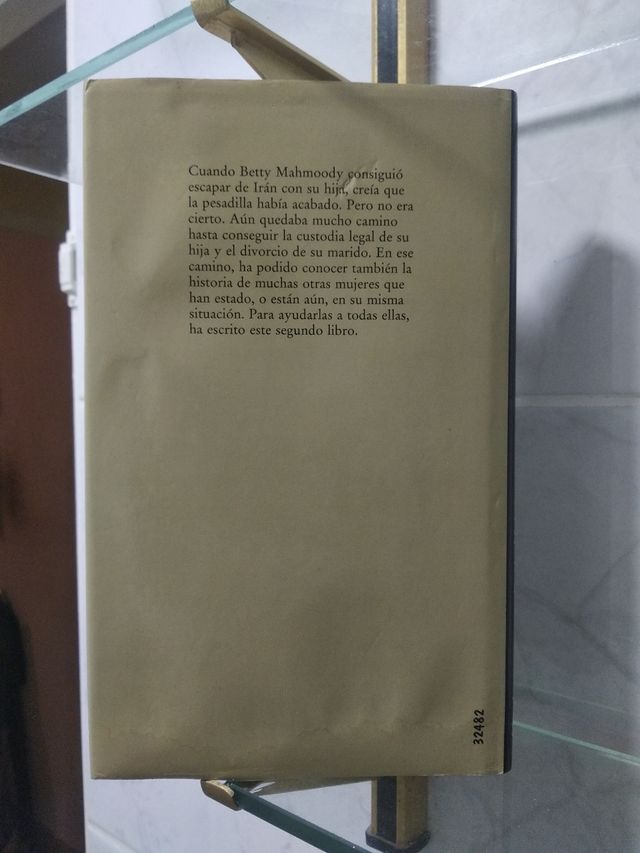 Cuando Betty Mahmoody consiguió
escapar de Irán con su hija, creía que
la pesadilla había acabado. Pero no era
cierto. Aún quedaba mucho camino
hasta conseguir la custodia legal de su
hija y el divorcio de su marido. En ese
camino, ha podido conocer también la
historia de muchas otras mujeres que
han estado, o están aún, en su misma
situación. Para ayudarlas a todas ellas,
ha escrito este segundo libro.
32482